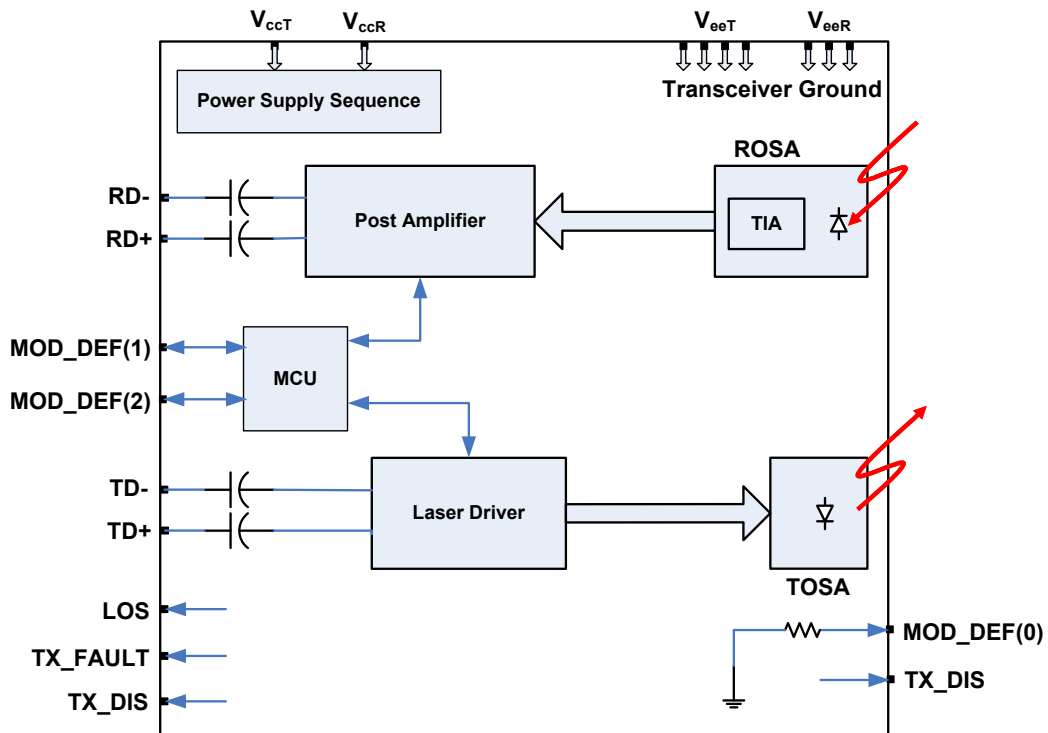 VccT
VccR
VeeT
VeeR
Power Supply Sequence
Transceiver Ground
ROSA
RD-
RD+
Post Amplifier
TIA
MOD_DEF(1)
MOD_DEF(2)
MCU
TD-
TD+
Laser Driver
TOSA
LOS
TX_FAULT
TX_DIS
MOD_DEF(0)
TX_DIS